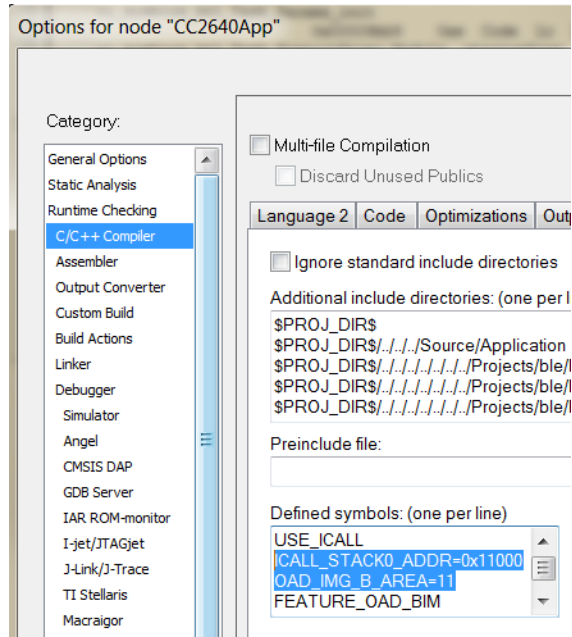 Options for node "CC2640App"
Category:
General Options
Static Analysis
Runtime Checking
C/C++ Compiler
Assembler
Output Converter
Custom Build
Build Actions
Linker
Debugger
Simulator
Angel
CMSIS DAP
GDB Server
IAR ROM-monitor
I-jet/JTAGjet
J-Link/J-Trace
TI Stellaris
Macraigor
Multi-file Compilation
Discard Unused Publics
Language 2 Code Optimizations Out
Ignore standard include directories
Additional include directories: (one per l
$PROJ_DIR$
$PROJ_DIR$/../../../Source/Application
$PROJ_DIR$/../../../../../../Projects/ble/
$PROJ_DIR$/../../../../../../Projects/ble/
$PROJ_DIR$/../../../../../../Projects/ble/
Preinclude file:
Defined symbols: (one per line)
USE_ICALL
ICALL_STACK0_ADDR=0x11000
OAD_IMG_B_AREA=11
FEATURE_OAD_BIM